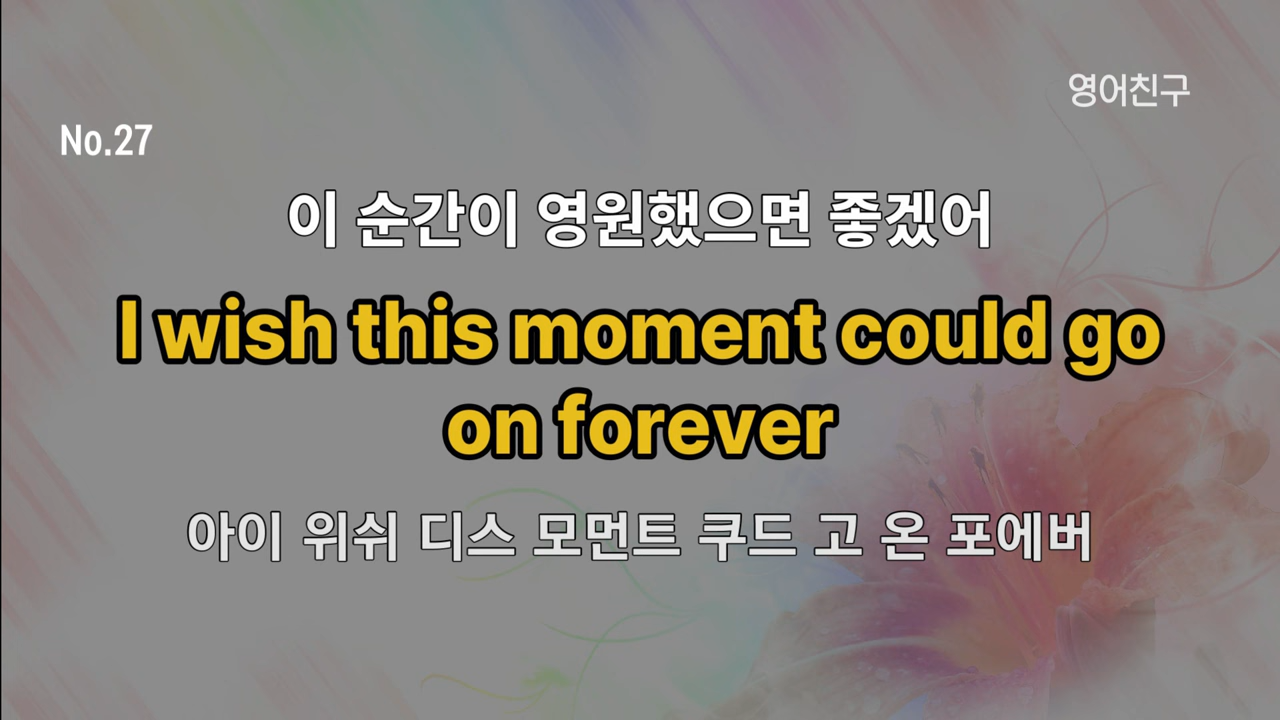 영어친구
No.27
이 순간이 영원했으면 좋겠어
I wish this moment could go
on forever
아이 위쉬 디스 모먼트 쿠드 고 온 포에버